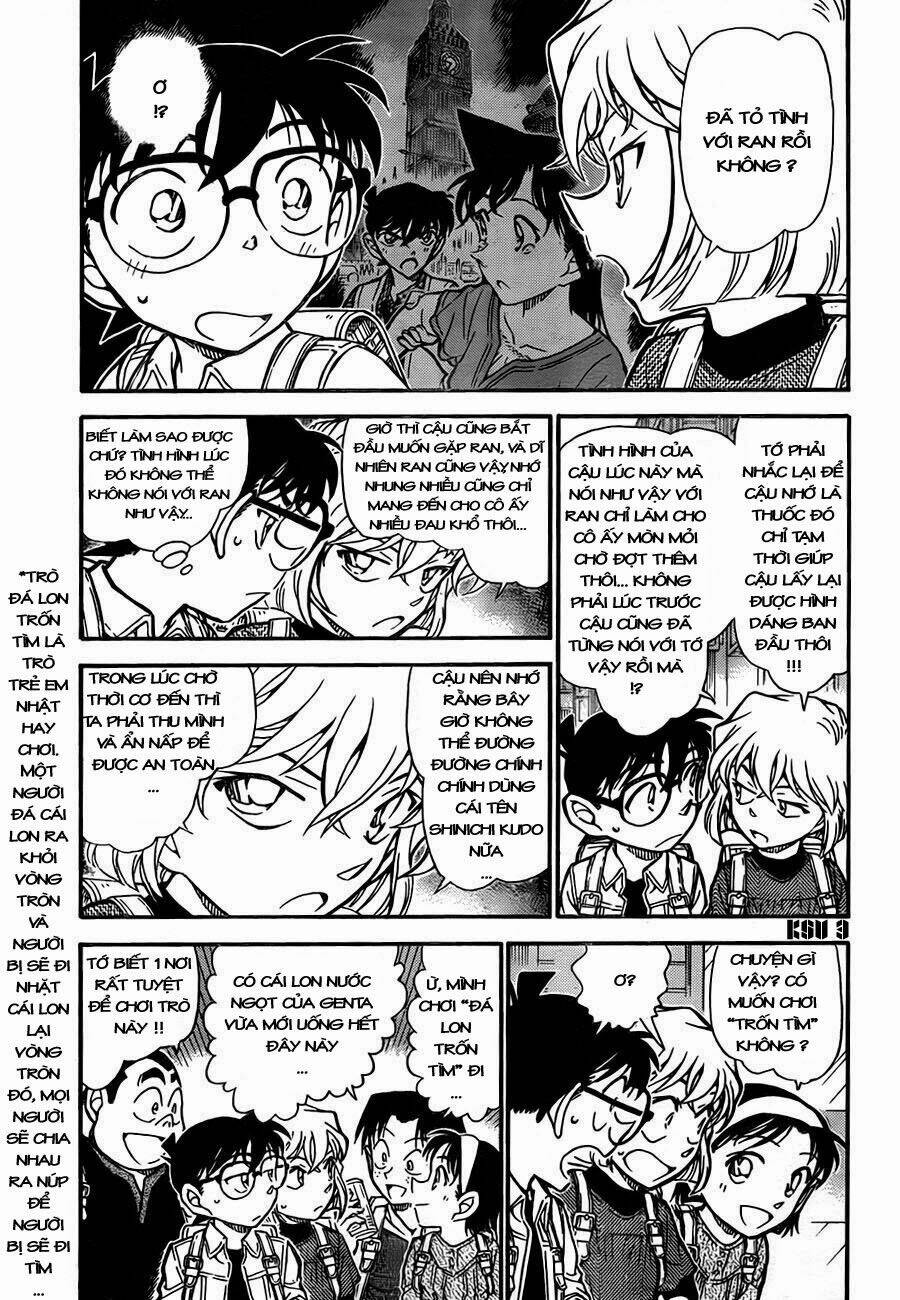 ĐÃ TỎ TÌNH
VỚI RAN RỒI
KHÔNG ?
Ơ
!?
TỚ PHẢI
NHẮC LẠI ĐỂ
CẬU NHỚ LÀ
THUỐC ĐÓ
CHỈ TẠM
THỜI GIÚP
CẬU LẤY LẠI
ĐƯỢC HÌNH
DÁNG BAN
ĐẦU THÔI
!!!
TÌNH HÌNH CỦA
CẬU LÚC NÀY MÀ
NÓI NHƯ VẬY VỚI
RAN CHỈ LÀM CHO
CÔ ẤY MÒN MỎI
CHỜ ĐỢT THÊM
THÔI... KHÔNG
PHẢI LÚC TRƯỚC
CẬU CŨNG ĐÃ
TỪNG NÓI VỚI TỚ
VẬY RỒI MÀ
!?
GIỜ THÌ CẬU CŨNG BẮT
ĐẦU MUỐN GẶP RAN, VÀ DĨ
NHIÊN RAN CŨNG VẬY, NHỚ
NHUNG NHIỀU CŨNG CHỈ
MANG ĐẾN CHO CÔ ẤY
NHIỀU ĐAU KHỔ THÔI...
BIẾT LÀM SAO ĐƯỢC
CHỨ? TÌNH HÌNH LÚC
ĐÓ KHÔNG THỂ
KHÔNG NÓI VỚI RAN
NHƯ VẬY..
CẬU NÊN NHỚ
RẰNG BÂY
GIỜ KHÔNG
THỂ ĐƯỜNG
ĐƯỜNG CHÍNH
CHÍNH DÙNG
CÁI TÊN
SHINICHI KUDO
NỮA
...
TRONG LÚC CHỜ
THỜI CƠ ĐẾN THÌ
TA PHẢI THU MÌNH
VÀ ẨN NẤP ĐỂ
ĐƯỢC AN TOÀN
...
KSV 3
CHUYỆN GÌ
VẬY? CÓ
MUỐN CHƠI
"TRỐN TÌM"
KHÔNG ?
Ơ?
Ừ, MÌNH
CHƠI "ĐÁ
LON
TRỐN
TÌM" ĐI
...
CÓ CÁI LON NƯỚC
NGỌT CỦA GENTA
VỪA MỚI UỐNG HẾT
ĐÂY NÀY
...
TỚ BIẾT 1 NƠI
RẤT TUYỆT
ĐỂ CHƠI TRÒ
NÀY !!
"TRÒ
ĐÁ LON
TRỐN
TÌM LÀ
TRÒ
TRẺ EM
NHẬT
HAY
CHƠI.
MỘT
NGƯỜI
ĐÁ CÁI
LON RA
KHỎI
VÒNG
TRÒN
VÀ
NGƯỜI
BỊ SẼ ĐI
NHẶT
CÁI LON
LẠI
VÒNG
TRÒN
ĐÓ, MỌI
NGƯỜI
SẼ CHIA
NHAU
RA NÚP
ĐỂ
NGƯỜI
BỊ SẼ ĐI
TÌM
...